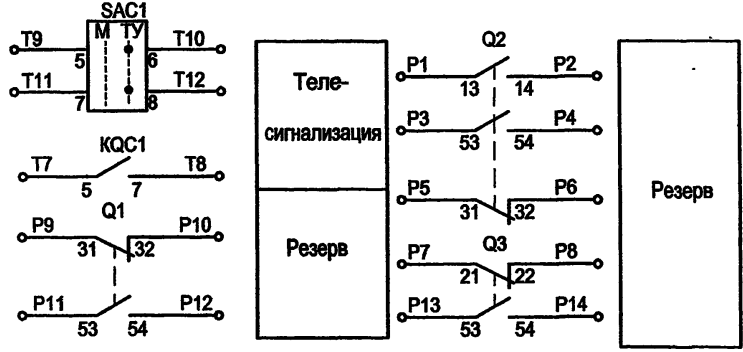 SAC1
М ТУ
T9 5 6 T10
T11 7 8 T12
KQC1
T7 5 7 T8
Q1
P9 31 32 P10
P11 53 54 P12
Теле-
сигнализация
Резерв
Q2
P1 13 14 P2
P3 53 54 P4
P5 31 32 P6
Q3
P7 21 22 P8
P13 53 54 P14
Резерв